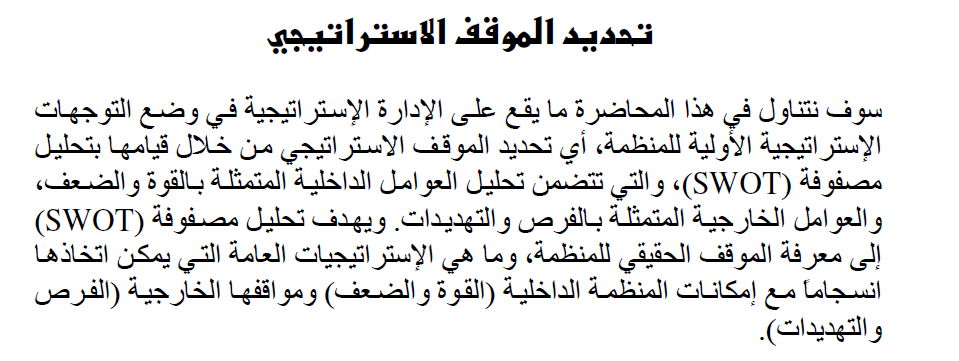 تحديد الموقف الاستراتيجي
سوف نتناول في هذا المحاضرة ما يقع على الإدارة الإستراتيجية في وضع التوجهات
الإستراتيجية الأولية للمنظمة، أي تحديد الموقف الاستراتيجي من خلال قيامها بتحليل
مصفوفة (SWOT)، والتي تتضمن تحليل العوامل الداخلية المتمثلة بالقوة والضعف،
والعوامل الخارجية المتمثلة بالفرص والتهديدات. ويهدف تحليل مصفوفة (SWOT)
إلى معرفة الموقف الحقيقي للمنظمة، وما هي الإستراتيجيات العامة التي يمكن اتخاذها
انسجاماً مع إمكانات المنظمة الداخلية (القوة والضعف) ومواقفها الخارجية (الفرص
والتهديدات).